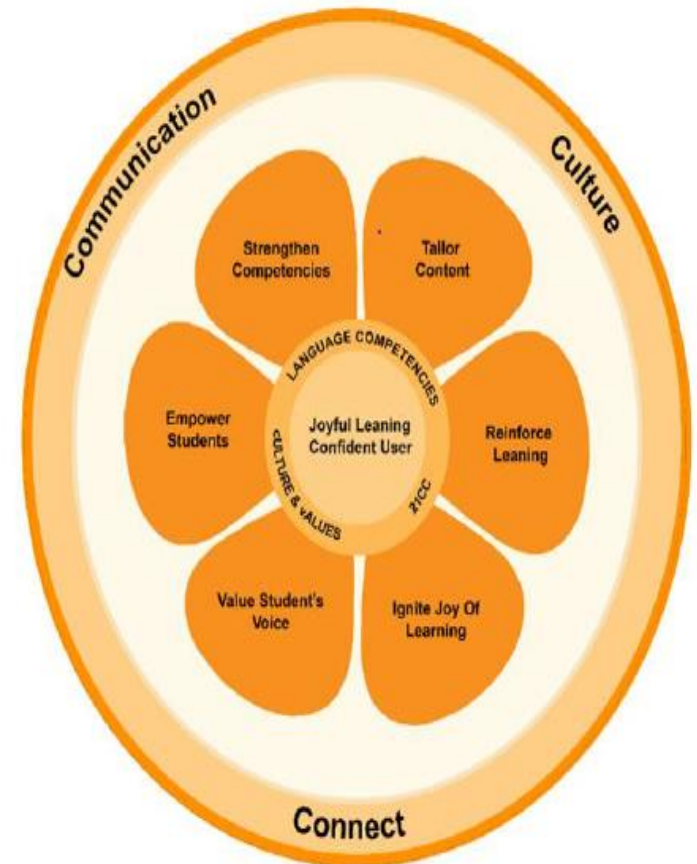 Communication
Culture
Strengthen
Competencies
Tallor
Content
Empower
Students
LANGUAGE COMPETENCIES
CULTURE & vALUES
21CC
Joyful Leaning
Confident User
Reinforce
Leaning
Value Student's
Voice
Ignite Joy Of
Learning
Connect